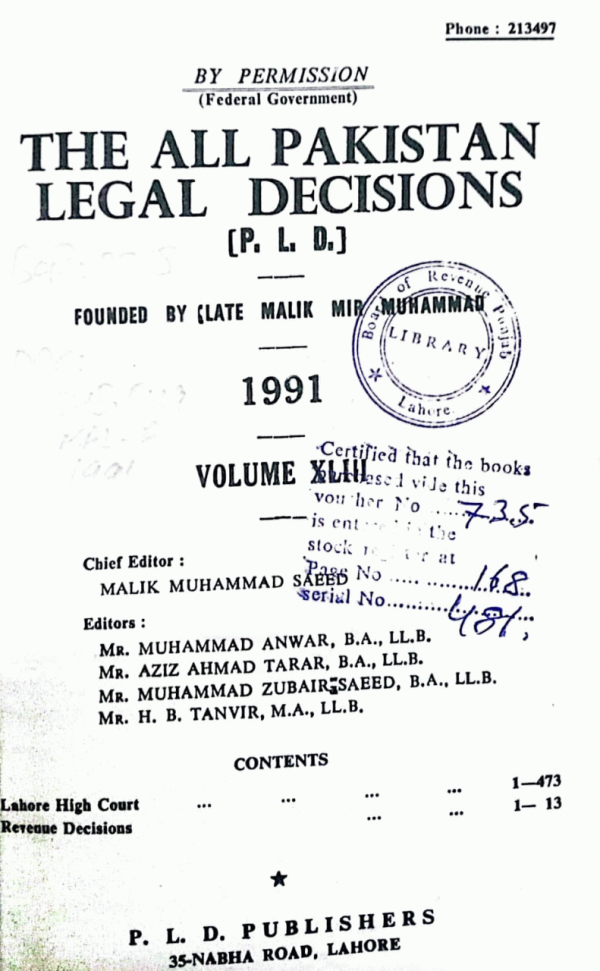 Phone : 213497
BY PERMISSION
(Federal Government)
THE ALL PAKISTAN
LEGAL DECISIONS
[P. L. D.]
FOUNDED BY (LATE MALIK MIR MUHAMMAD
Board of Revenue Punjab
LIBRARY
Lahore.
1991
VOLUME XLIII
Certified that the books
vide this
voucher No ...... 735
is entered in the
stock register at
Page No ..... ......... 168
serial No.............. 481,
Chief Editor :
MALIK MUHAMMAD SAEED
Editors :
MR. MUHAMMAD ANWAR, B.A., LL.B.
MR. AZIZ AHMAD TARAR, B.A., LL.B.
MR. MUHAMMAD ZUBAIR SAEED, B.A., LL.B.
MR. H. B. TANVIR, M.A., LL.B.
CONTENTS
Lahore High Court ... ... ... ... 1—473
Revenue Decisions ... ... 1— 13
P. L. D. PUBLISHERS
35-NABHA ROAD, LAHORE